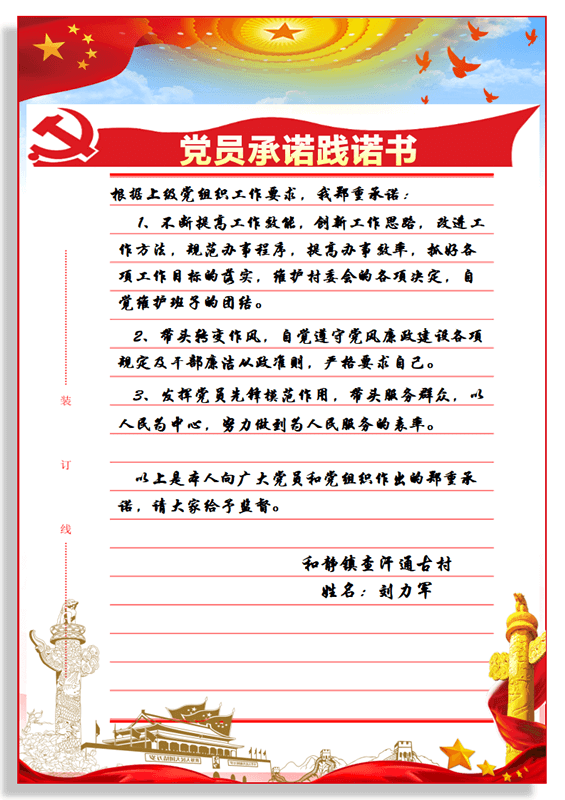 党员承诺践诺书
根据上级党组织工作要求，我郑重承诺：
1、不断提高工作效能，创新工作思路，改进工
作方法，规范办事程序，提高办事效率，抓好各
项工作目标的落实，维护村委会的各项决定，自
觉维护班子的团结。
2、带头转变作风，自觉遵守党风廉政建设各项
规定及干部廉洁从政准则，严格要求自己。
3、发挥党员先锋模范作用，带头服务群众，以
人民为中心，努力做到为人民服务的表率。
以上是本人向广大党员和党组织作出的郑重承
诺，请大家给予监督。
和静镇查汗通古村
姓名：刘力军
装
订
线